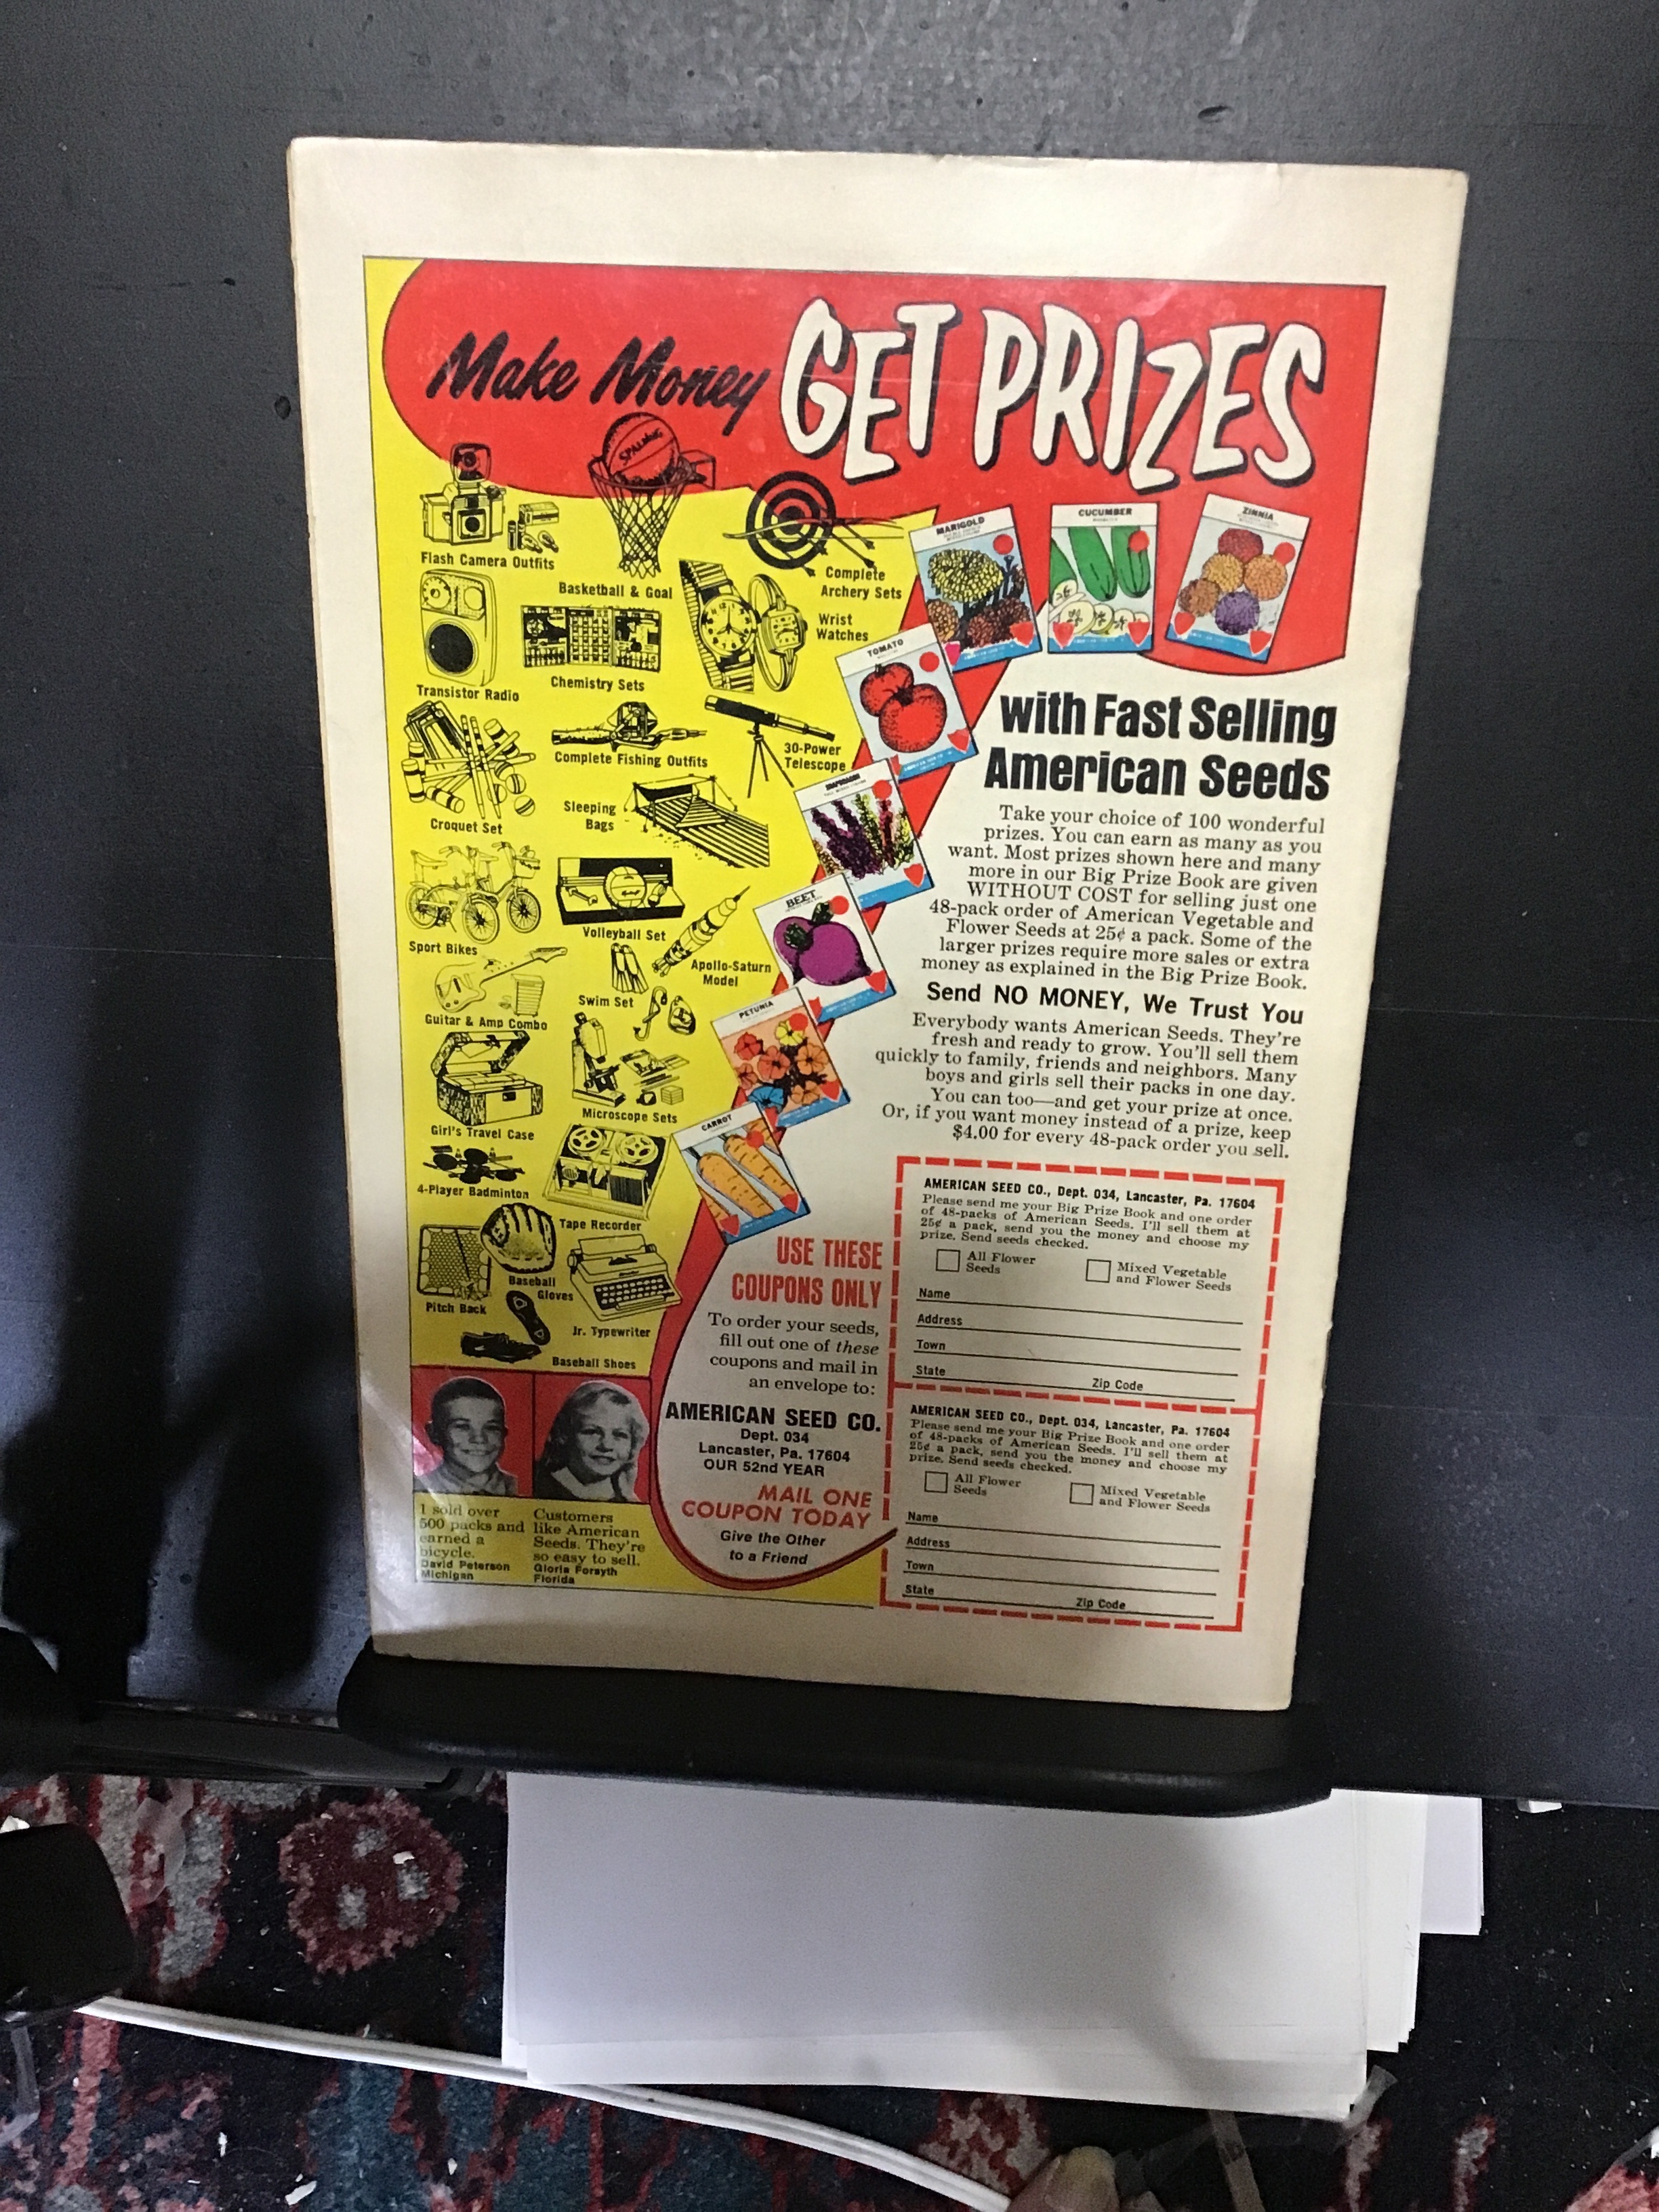 Make Money GET PRIZES
SPALDING
Flash Camera Outfits
Basketball & Goal
Complete
Archery Sets
Wrist
Watches
Transistor Radio
Chemistry Sets
Croquet Set
Complete Fishing Outfits
30-Power
Telescope
Sleeping
Bags
Sport Bikes
Volleyball Set
Apollo-Saturn
Model
Swim Set
Guitar & Amp Combo
Girl's Travel Case
Microscope Sets
4-Player Badminton
Tape Recorder
Pitch Back
Baseball
Gloves
Jr. Typewriter
Baseball Shoes
MARIGOLD
CUCUMBER
ZINNIA
TOMATO
BEET
PETUNIA
CARROT
with Fast Selling
American Seeds
Take your choice of 100 wonderful
prizes. You can earn as many as you
want. Most prizes shown here and many
more in our Big Prize Book are given
WITHOUT COST for selling just one
48-pack order of American Vegetable and
Flower Seeds at 25¢ a pack. Some of the
larger prizes require more sales or extra
money as explained in the Big Prize Book.
Send NO MONEY, We Trust You
Everybody wants American Seeds. They're
fresh and ready to grow. You'll sell them
quickly to family, friends and neighbors. Many
boys and girls sell their packs in one day.
You can too—and get your prize at once.
Or, if you want money instead of a prize, keep
$4.00 for every 48-pack order you sell.
USE THESE
COUPONS ONLY
To order your seeds,
fill out one of these
coupons and mail in
an envelope to:
AMERICAN SEED CO.
Dept. 034
Lancaster, Pa. 17604
OUR 52nd YEAR
MAIL ONE
COUPON TODAY
Give the Other
to a Friend
I sold over
500 packs and
earned a
bicycle.
David Peterson
Michigan
Customers
like American
Seeds. They're
so easy to sell.
Gloria Forsyth
Florida
AMERICAN SEED CO., Dept. 034, Lancaster, Pa. 17604
Please send me your Big Prize Book and one order
of 48-packs of American Seeds. I'll sell them at
25¢ a pack, send you the money and choose my
prize. Send seeds checked.
All Flower
Seeds
Mixed Vegetable
and Flower Seeds
Name
Address
Town
State Zip Code
AMERICAN SEED CO., Dept. 034, Lancaster, Pa. 17604
Please send me your Big Prize Book and one order
of 48-packs of American Seeds. I'll sell them at
25¢ a pack, send you the money and choose my
prize. Send seeds checked.
All Flower
Seeds
Mixed Vegetable
and Flower Seeds
Name
Address
Town
State Zip Code